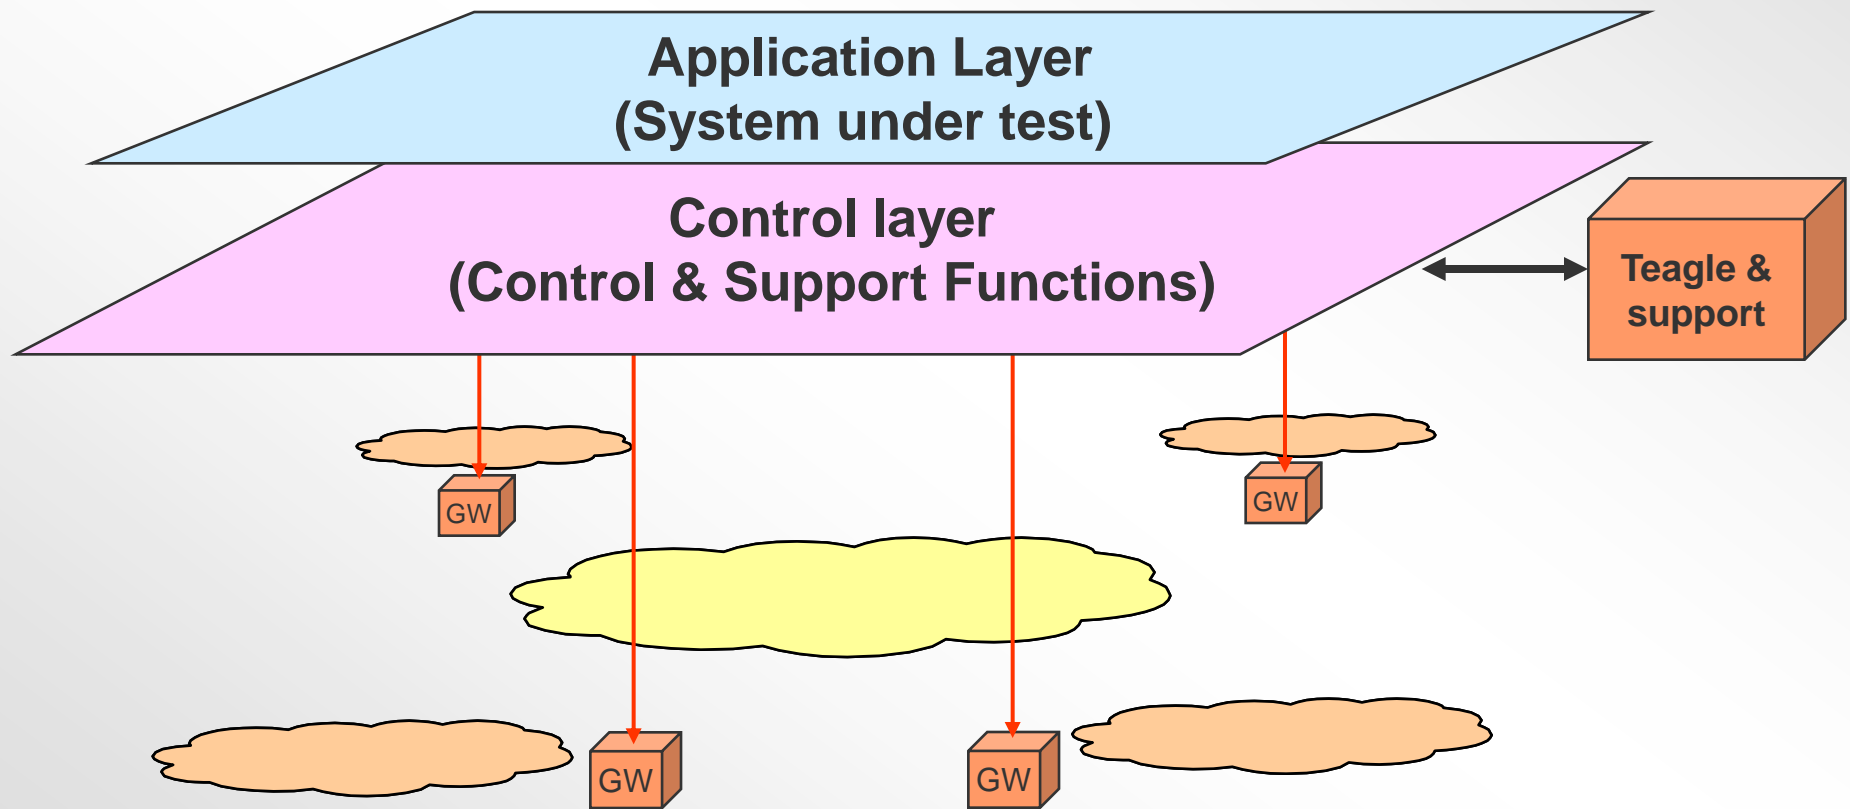 Application Layer
(System under test)
Control layer
(Control & Support Functions)
Teagle &
support
GW
GW
GW
GW